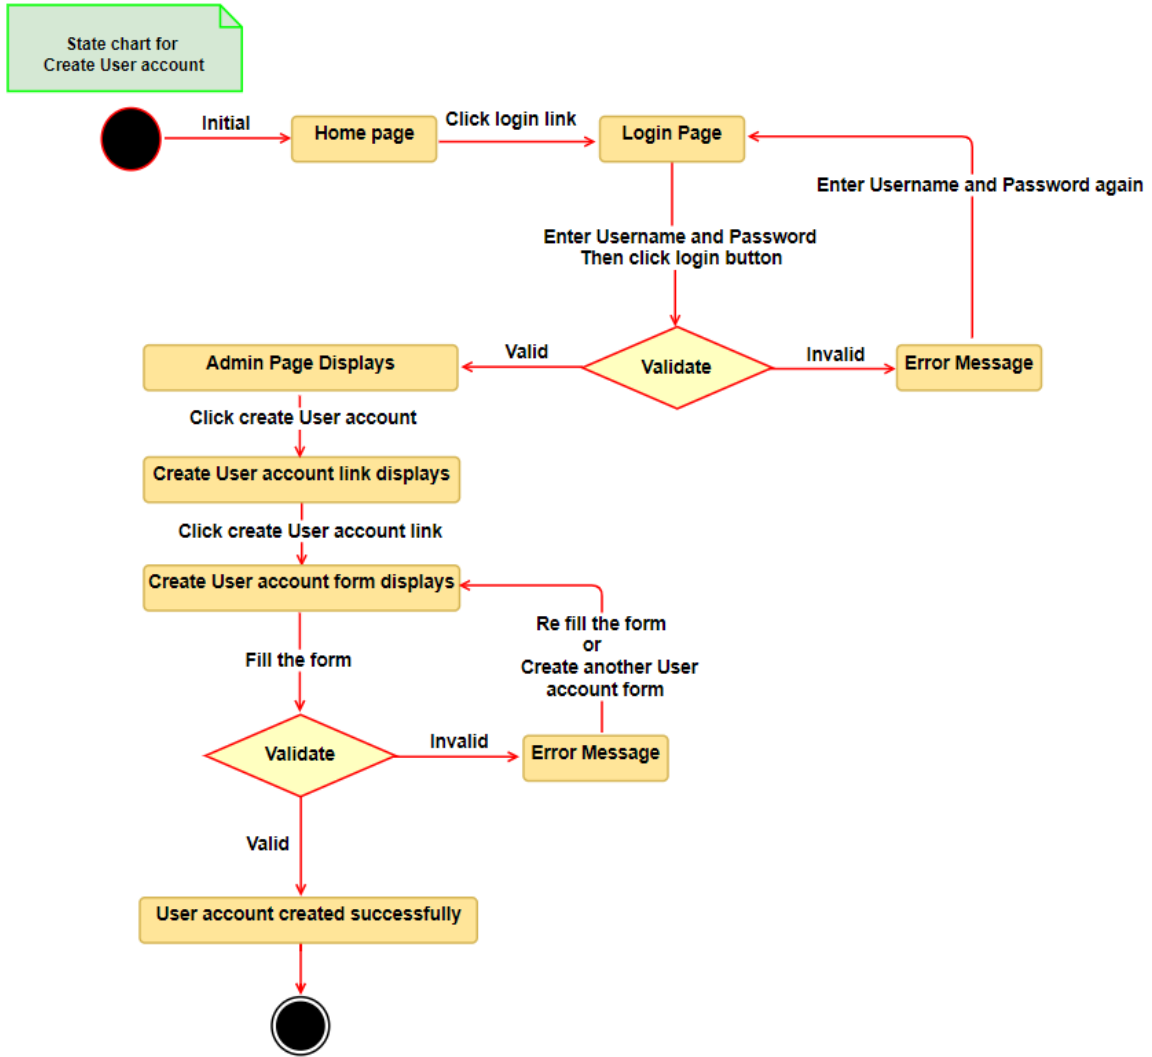 State chart for
Create User account
Initial
Home page
Click login link
Login Page
Enter Username and Password again
Enter Username and Password
Then click login button
Admin Page Displays
Valid
Validate
Invalid
Error Message
Click create User account
Create User account link displays
Click create User account link
Create User account form displays
Re fill the form
or
Create another User
account form
Fill the form
Validate
Invalid
Error Message
Valid
User account created successfully